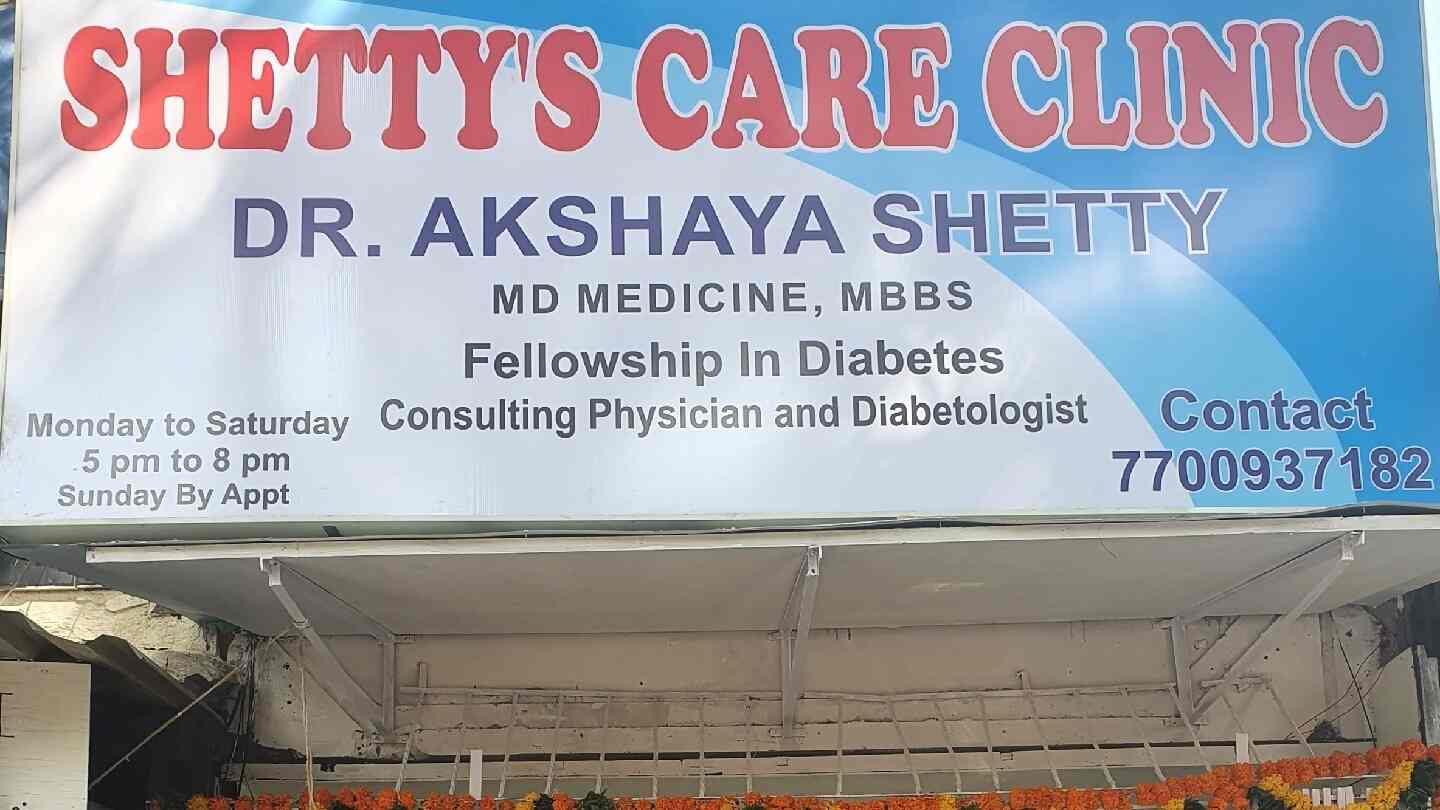 SHETTY'S CARE CLINIC
DR. AKSHAYA SHETTY
MD MEDICINE, MBBS
Fellowship In Diabetes
Consulting Physician and Diabetologist
Monday to Saturday
5 pm to 8 pm
Sunday By Appt
Contact
7700937182